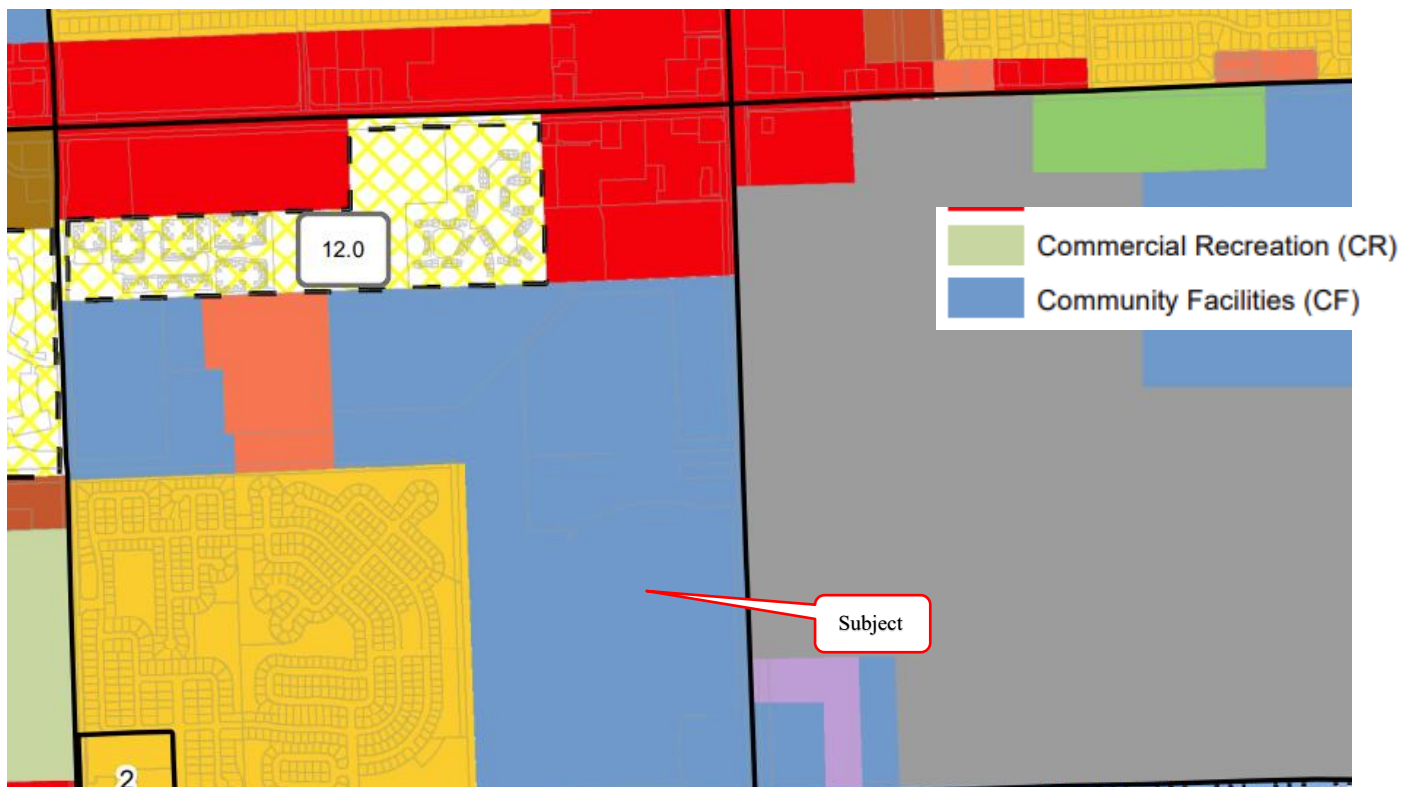 12.0
Commercial Recreation (CR)
Community Facilities (CF)
Subject
2